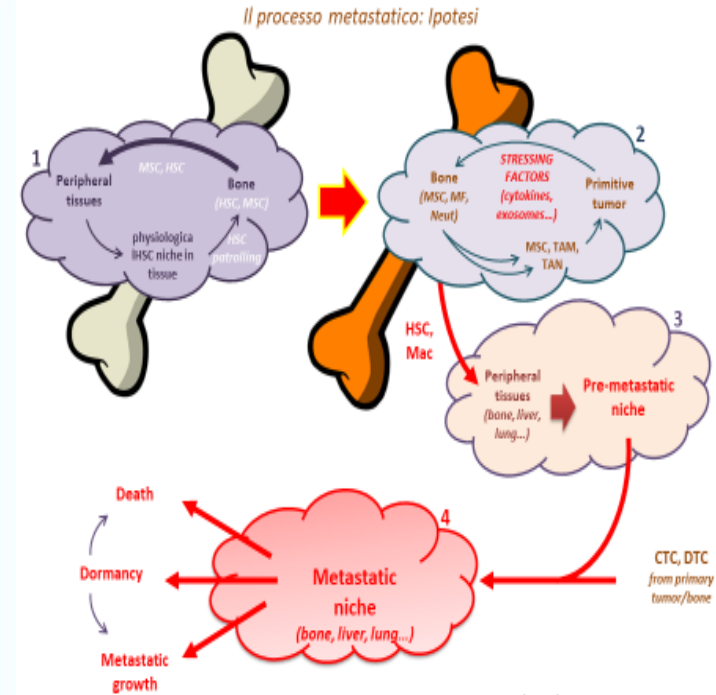 Il processo metastatico: Ipotesi
1
MSC, HSC
Peripheral
tissues
Bone
(HSC, MSC)
physiologica
lHSC niche in
tissue
HSC
patrolling
2
STRESSING
FACTORS
(cytokines,
exosomes...)
Bone
(MSC, MF,
Neut)
Primitive
tumor
MSC, TAM,
TAN
HSC,
Mac
3
Peripheral
tissues
(bone, liver,
lung...)
Pre-metastatic
niche
4
Metastatic
niche
(bone, liver, lung...)
CTC, DTC
from primary
tumor/bone
Death
Dormancy
Metastatic
growth